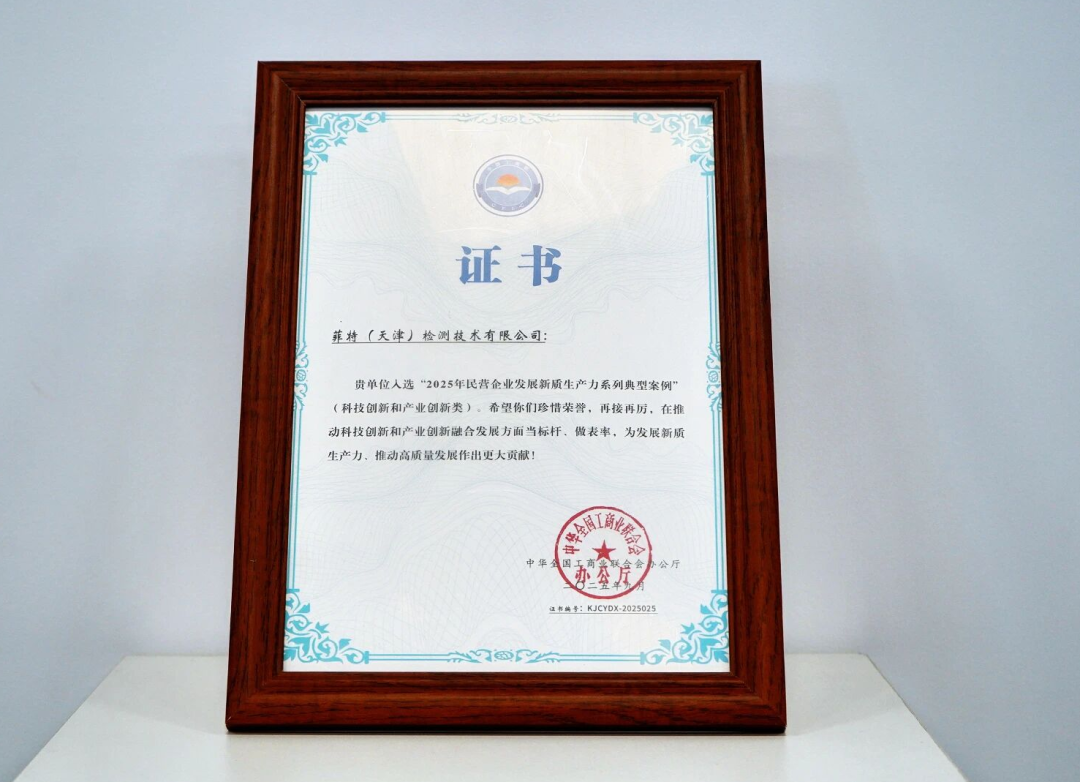 证书
菲特（天津）检测技术有限公司：
贵单位入选“2025年民营企业发展新质生产力系列典型案例”
（科技创新和产业创新类）。希望你们珍惜荣誉，再接再厉，在推
动科技创新和产业创新融合发展方面当标杆、做表率，为发展新质
生产力、推动高质量发展作出更大贡献！
中华全国工商业联合会
办公厅
中华全国工商业联合会办公厅
二〇二五年九月
证书编号：KJCYDX-2025025